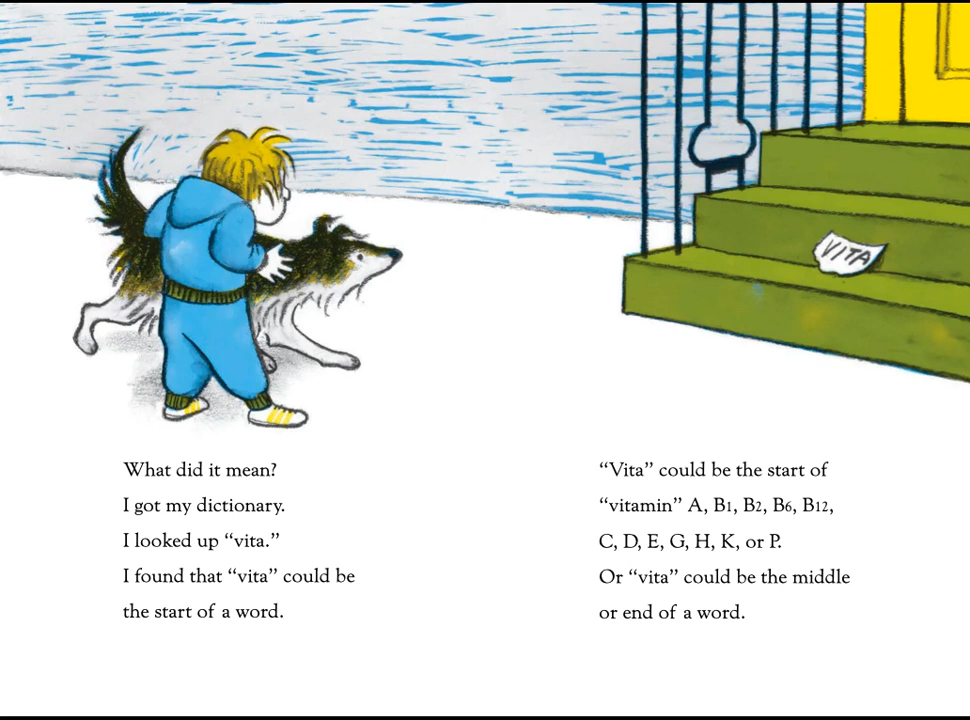 VITA
What did it mean?
I got my dictionary.
I looked up “vita.”
I found that “vita” could be
the start of a word.
“Vita” could be the start of
“vitamin” A, B1, B2, B6, B12,
C, D, E, G, H, K, or P.
Or “vita” could be the middle
or end of a word.